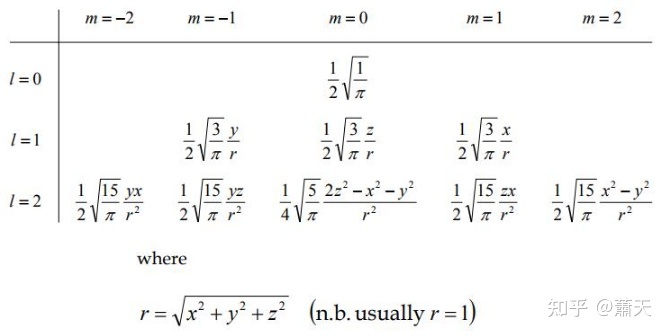 m = −2 m = −1 m = 0 m = 1 m = 2
l = 0 \frac{1}{2}\sqrt{\frac{1}{\pi}}
l = 1 \frac{1}{2}\sqrt{\frac{3}{\pi}}\frac{y}{r} \frac{1}{2}\sqrt{\frac{3}{\pi}}\frac{z}{r} \frac{1}{2}\sqrt{\frac{3}{\pi}}\frac{x}{r}
l = 2 \frac{1}{2}\sqrt{\frac{15}{\pi}}\frac{yx}{r^2} \frac{1}{2}\sqrt{\frac{15}{\pi}}\frac{yz}{r^2} \frac{1}{4}\sqrt{\frac{5}{\pi}}\frac{2z^2-x^2-y^2}{r^2} \frac{1}{2}\sqrt{\frac{15}{\pi}}\frac{zx}{r^2} \frac{1}{2}\sqrt{\frac{15}{\pi}}\frac{x^2-y^2}{r^2}
where
r = \sqrt{x^2+y^2+z^2} (n.b. usually r = 1)
知乎 @蕭天